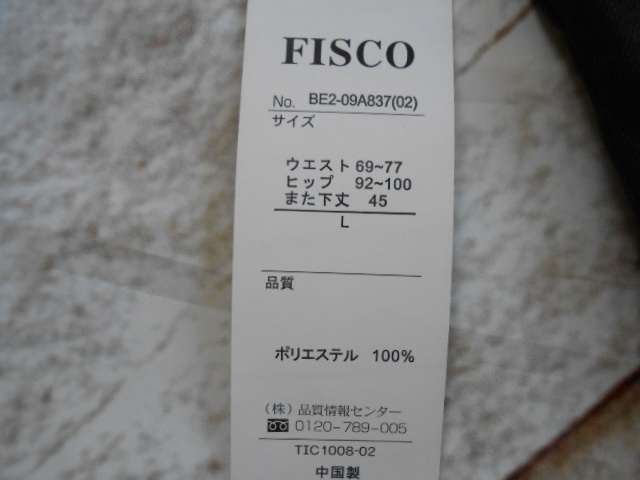 FISCO
No. BE2-09A837(02)
サイズ
ウエスト 69~77
ヒップ 92~100
また下丈 45
L
品質
ポリエステル 100%
(株)品質情報センター
0120-789-005
TIC1008-02
中国製